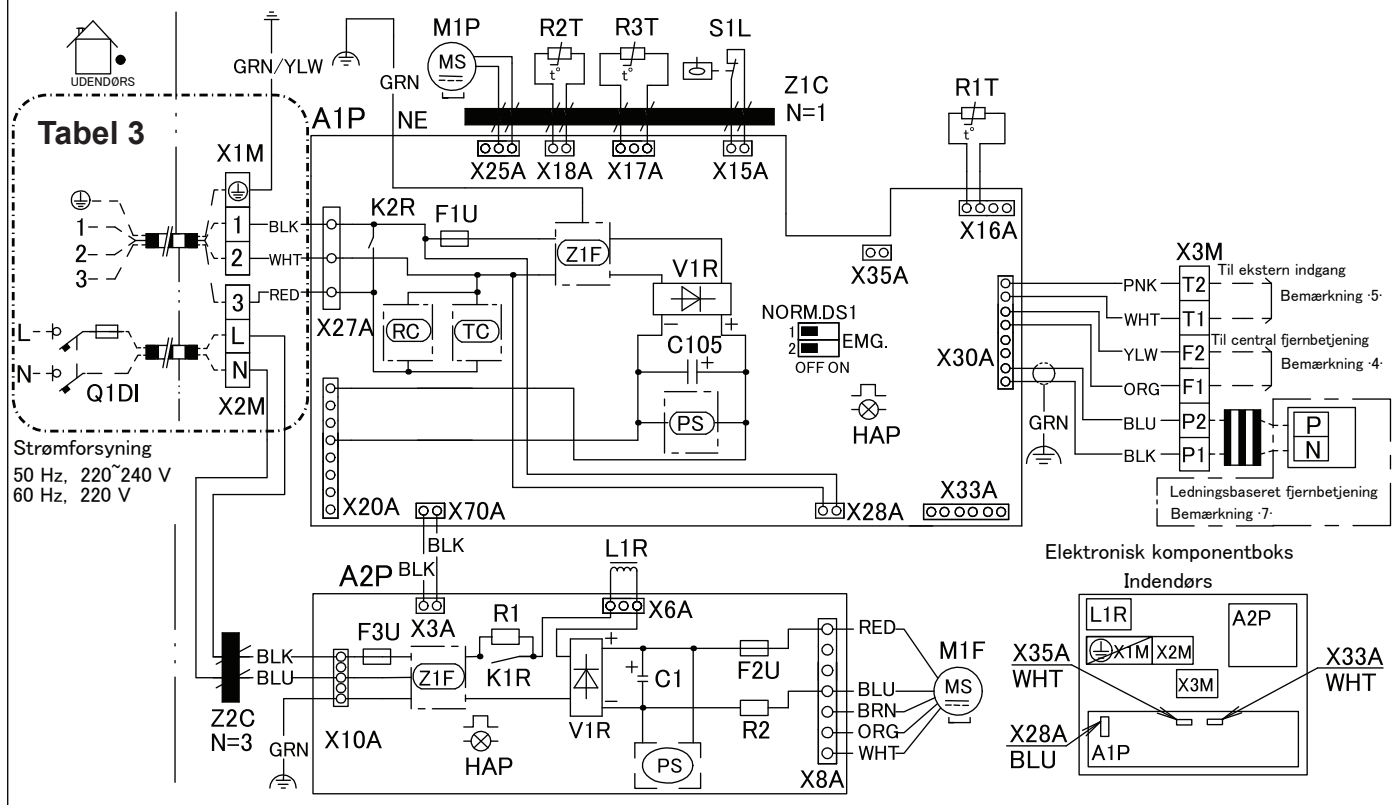 UDENDØRS
GRN/YLW
GRN
M1P
MS
R2T
t°
R3T
t°
S1L
Z1C
N=1
R1T
t°
Tabel 3
X1M
A1P
NE
X25A
X18A
X17A
X15A
X16A
X35A
1
2
3
1
2
3
BLK
WHT
RED
K2R
F1U
Z1F
V1R
X27A
RC
TC
C105
PS
NORM.
DS1
1
2
EMG.
OFF ON
HAP
L
N
Q1DI
L
N
X2M
X30A
X3M
PNK
T2
Til ekstern indgang
Bemærkning ·5·
WHT
T1
YLW
F2
Til central fjernbetjening
Bemærkning ·4·
ORG
F1
BLU
P2
BLK
P1
GRN
P
N
Ledningsbaseret fjernbetjening
Bemærkning ·7·
Strømforsyning
50 Hz, 220~240 V
60 Hz, 220 V
X20A
X70A
X28A
X33A
BLK
BLK
L1R
A2P
X3A
X6A
F3U
R1
K1R
Z1F
V1R
C1
F2U
R2
PS
HAP
BLK
BLU
Z2C
N=3
GRN
X10A
X8A
RED
BLU
BRN
ORG
WHT
M1F
MS
Elektronisk komponentboks
Indendørs
L1R
A2P
X1M
X2M
X3M
A1P
X35A
WHT
X33A
WHT
X28A
BLU